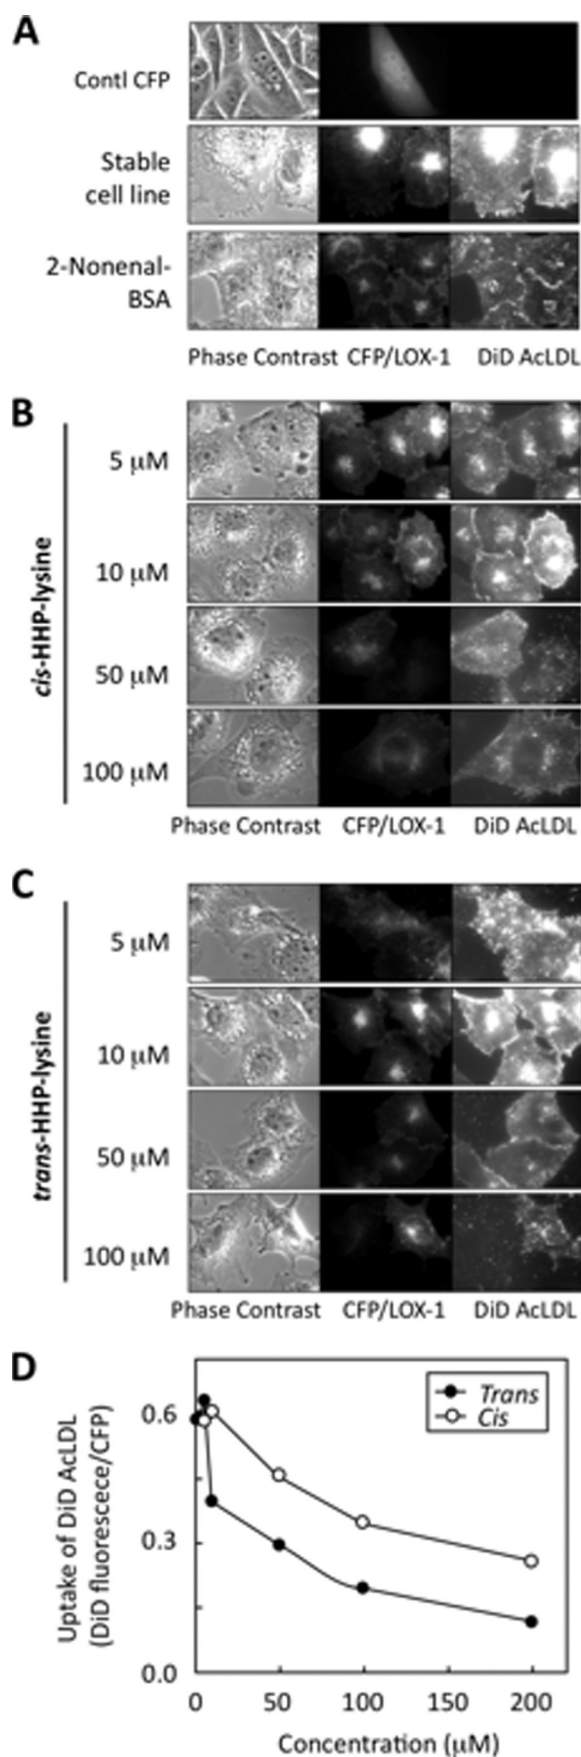 A
Contl CFP
Stable
cell line
2-Nonenal-
BSA
Phase Contrast CFP/LOX-1 DiD AcLDL
B
cis-HHP-lysine
5 μM
10 μM
50 μM
100 μM
Phase Contrast CFP/LOX-1 DiD AcLDL
C
trans-HHP-lysine
5 μM
10 μM
50 μM
100 μM
Phase Contrast CFP/LOX-1 DiD AcLDL
D
Uptake of DiD AcLDL
(DiD fluorescece/CFP)
0.6
0.3
0.0
Trans
Cis
0 50 100 150 200
Concentration (μM)